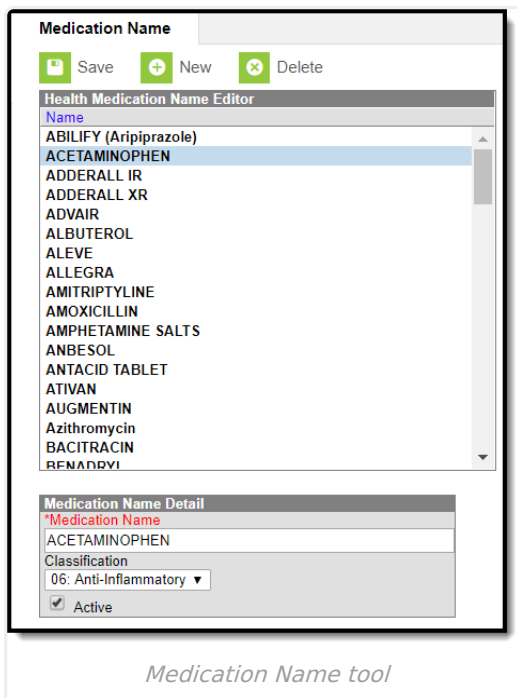 Medication Name
Save New Delete
Health Medication Name Editor
Name
ABILIFY (Aripiprazole)
ACETAMINOPHEN
ADDERALL IR
ADDERALL XR
ADVAIR
ALBUTEROL
ALEVE
ALLEGRA
AMITRIPTYLINE
AMOXICILLIN
AMPHETAMINE SALTS
ANBESOL
ANTACID TABLET
ATIVAN
AUGMENTIN
Azithromycin
BACITRACIN
BENADRYL
Medication Name Detail
*Medication Name
ACETAMINOPHEN
Classification
06: Anti-Inflammatory
Active
Medication Name tool